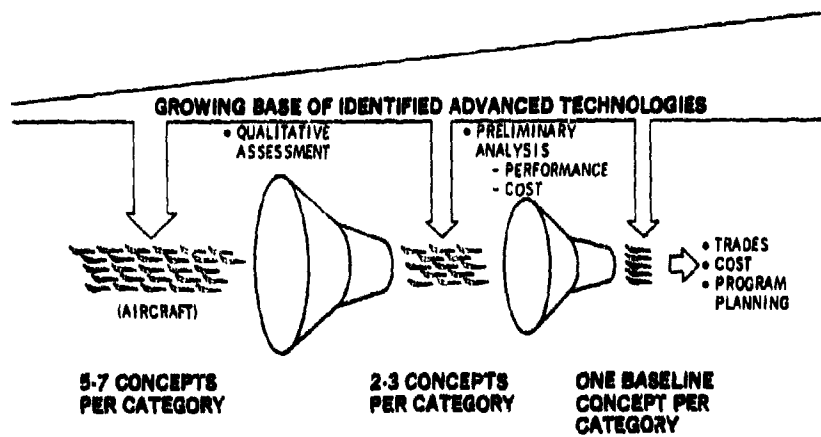 GROWING BASE OF IDENTIFIED ADVANCED TECHNOLOGIES
• QUALITATIVE
ASSESSMENT
• PRELIMINARY
ANALYSIS
- PERFORMANCE
- COST
(AIRCRAFT)
• TRADES
• COST
• PROGRAM
PLANNING
5-7 CONCEPTS
PER CATEGORY
2-3 CONCEPTS
PER CATEGORY
ONE BASELINE
CONCEPT PER
CATEGORY